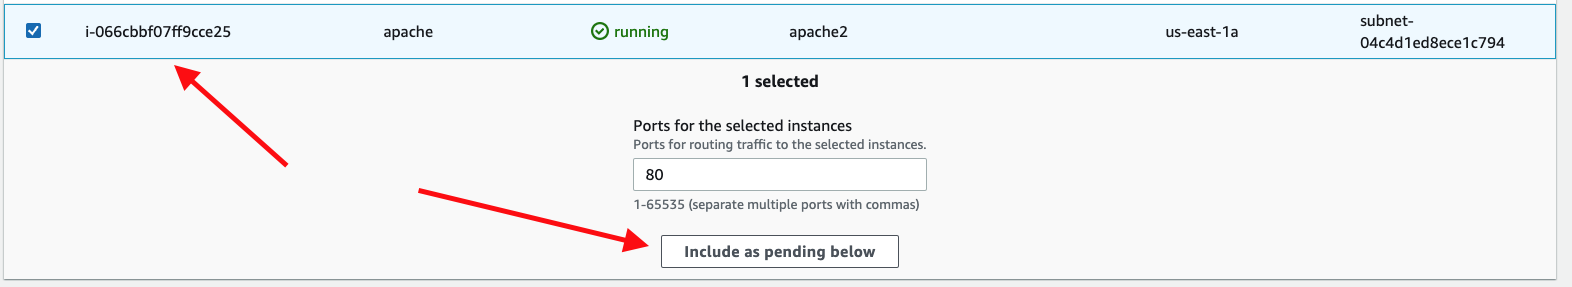 i-066cbbf07ff9cce25 apache running apache2 us-east-1a subnet-
04c4d1ed8ece1c794
1 selected
Ports for the selected instances
Ports for routing traffic to the selected instances.
80
1-65535 (separate multiple ports with commas)
Include as pending below